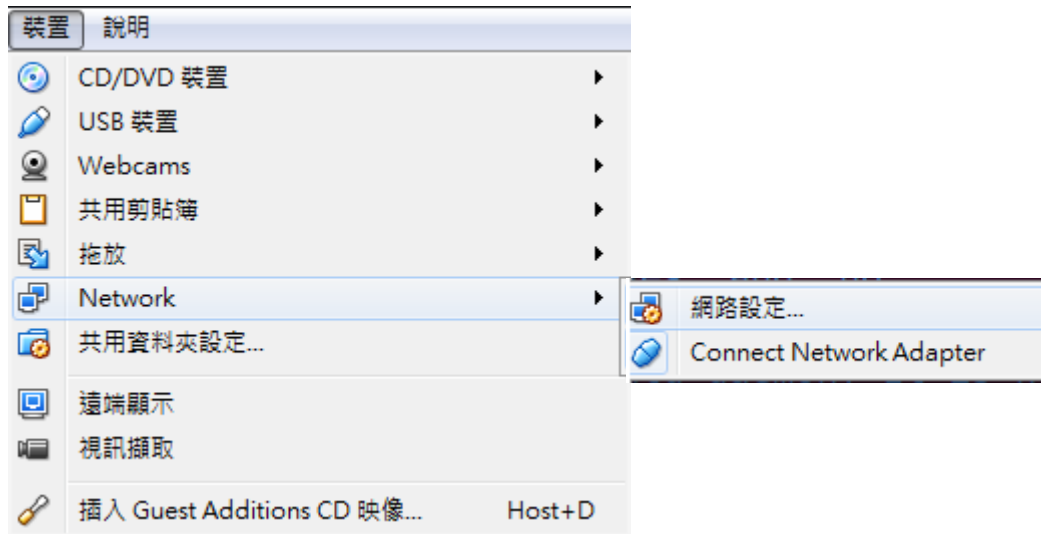 裝置 說明
CD/DVD 裝置
USB 裝置
Webcams
共用剪貼簿
拖放
Network
網路設定...
Connect Network Adapter
共用資料夾設定...
遠端顯示
視訊擷取
插入 Guest Additions CD 映像... Host+D